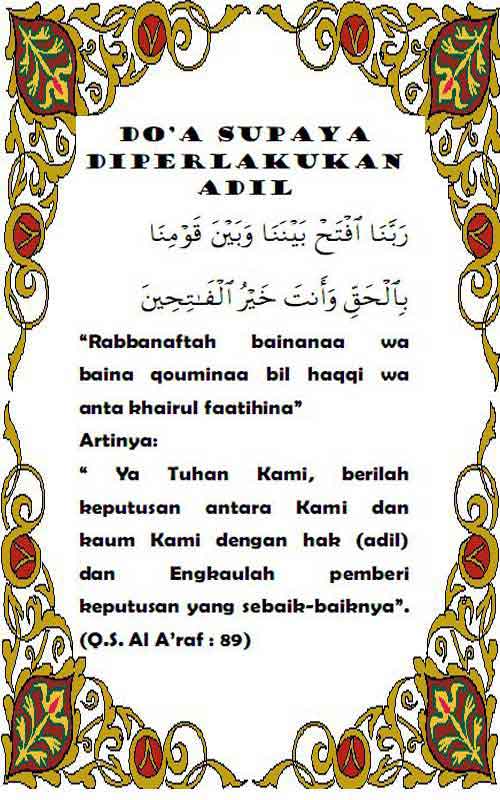 DO'A SUPAYA
DIPERLAKUKAN
ADIL
رَبَّنَا ٱفْتَحْ بَيْنَنَا وَبَيْنَ قَوْمِنَا
بِٱلْحَقِّ وَأَنتَ خَيْرُ ٱلْفَـٰتِحِينَ
“Rabbanaftah bainanaa wa
baina qouminaa bil haqqi wa
anta khairul faatihina”
Artinya:
“ Ya Tuhan Kami, berilah
keputusan antara Kami dan
kaum Kami dengan hak (adil)
dan Engkaulah pemberi
keputusan yang sebaik-baiknya”.
(Q.S. Al A’raf : 89)